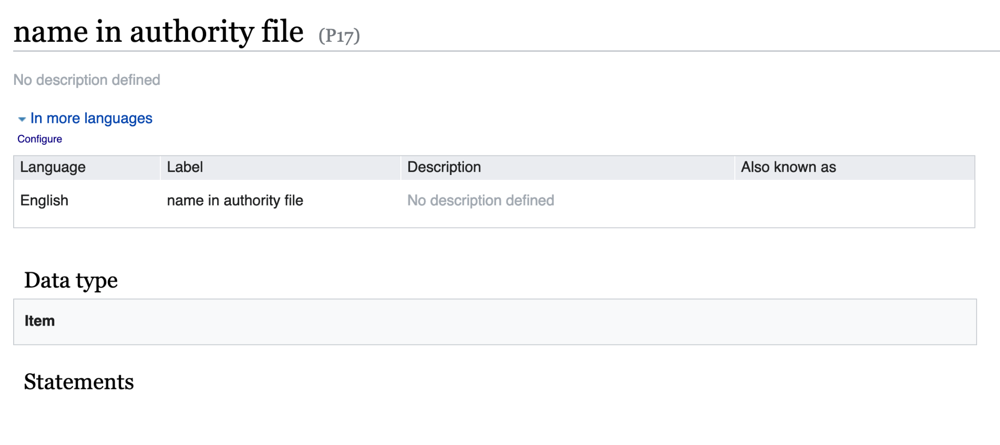 name in authority file (P17)
No description defined
In more languages
Configure
Language Label Description Also known as
English name in authority file No description defined
Data type
Item
Statements